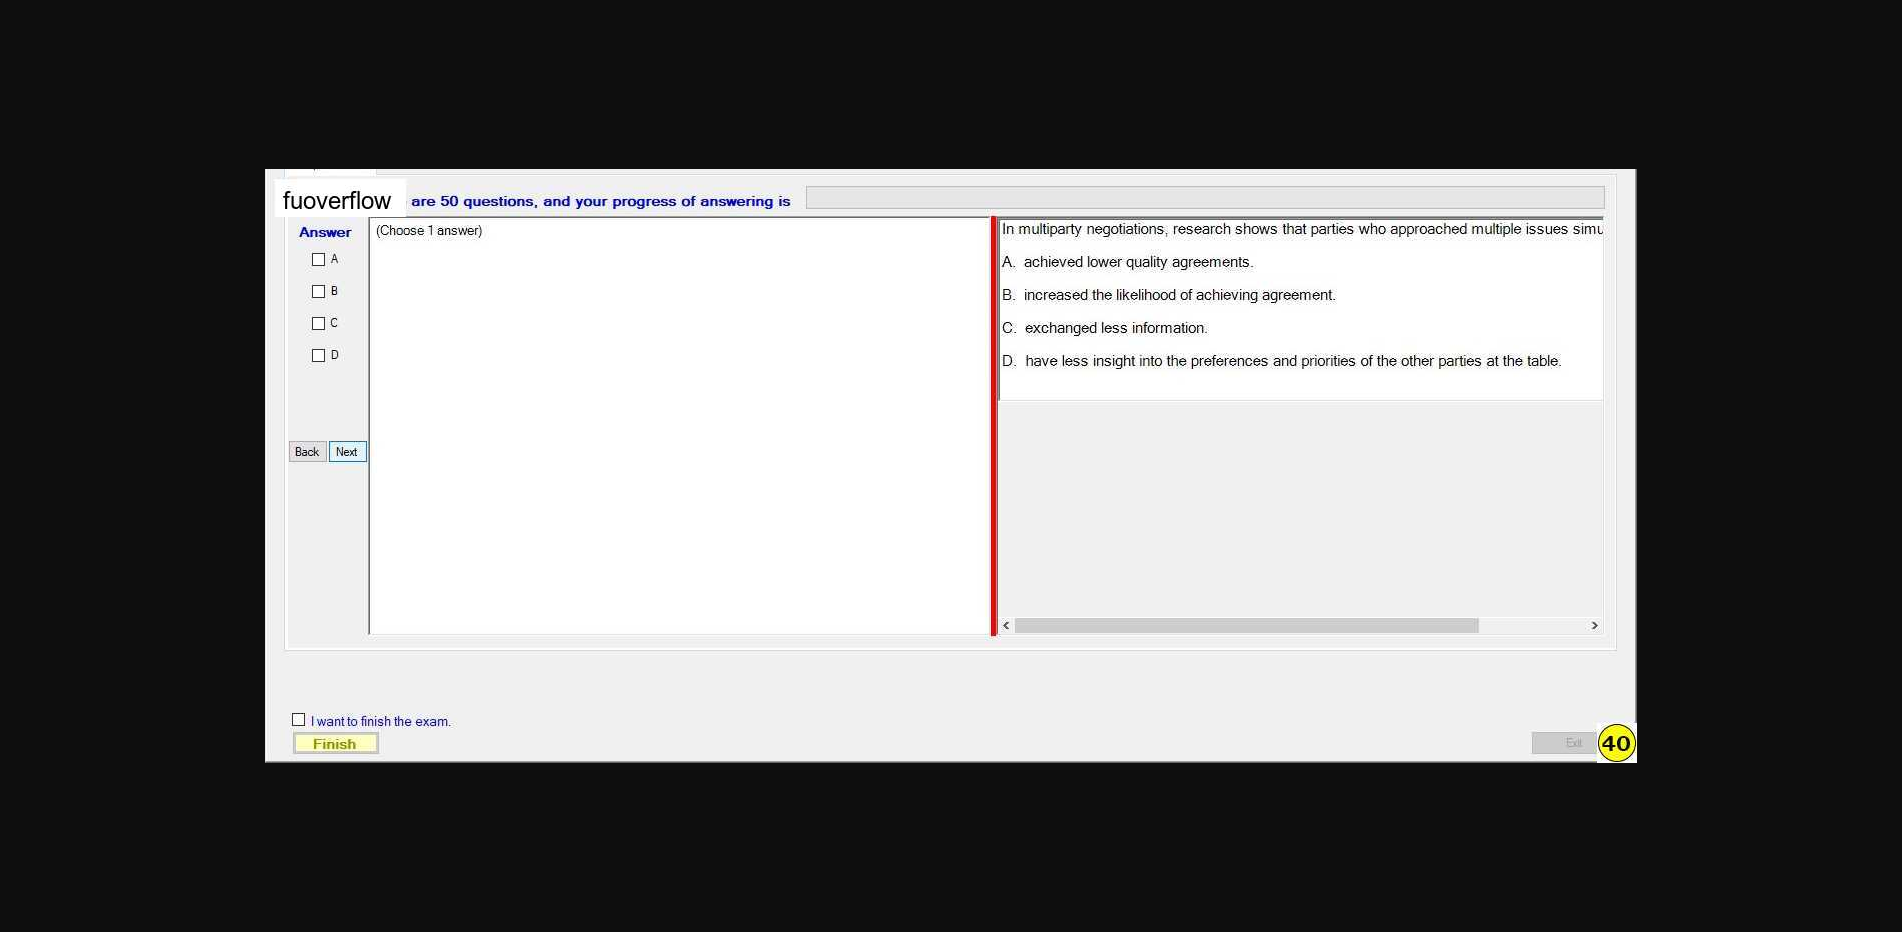 fuoverflow are 50 questions, and your progress of answering is
Answer
(Choose 1 answer)
A
B
C
D
Back Next
In multiparty negotiations, research shows that parties who approached multiple issues simu
A. achieved lower quality agreements.
B. increased the likelihood of achieving agreement.
C. exchanged less information.
D. have less insight into the preferences and priorities of the other parties at the table.
I want to finish the exam.
Finish
Exit
40